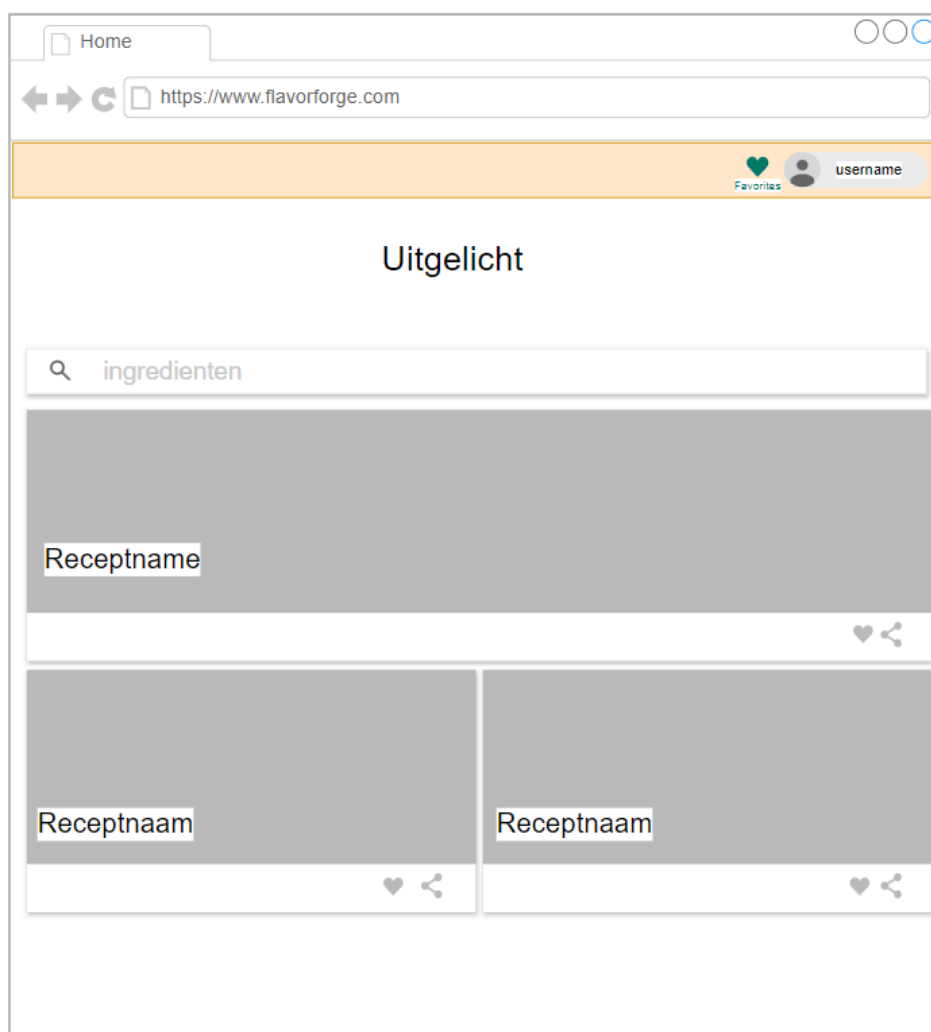 Home
https://www.flavorforge.com
Favorites
username
Uitgelicht
ingredienten
Receptname
Receptnaam
Receptnaam